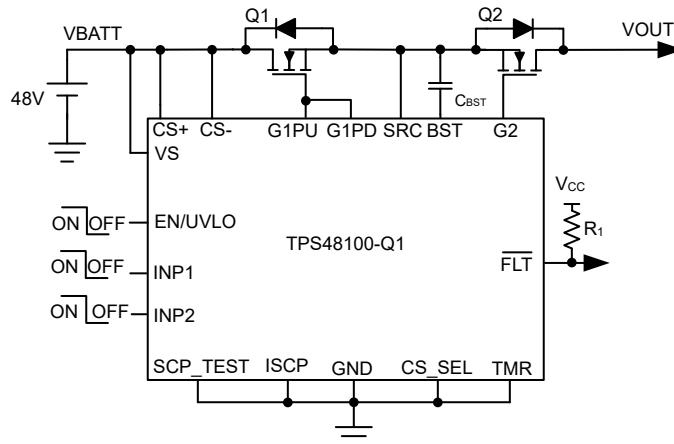 Q1
Q2
VBATT
VOUT
48V
CBST
CS+ CS- G1PU G1PD SRC BST G2
VS
VCC
R1
ON OFF EN/UVLO
TPS48100-Q1
FLT
ON OFF INP1
ON OFF INP2
SCP_TEST ISCP GND CS_SEL TMR